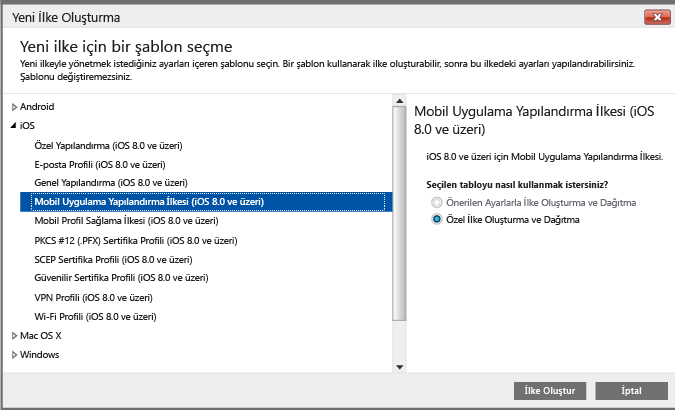 Yeni İlke Oluşturma
Yeni ilke için bir şablon seçme
Yeni ilkeyle yönetmek istediğiniz ayarları içeren şablonu seçin. Bir şablon kullanarak ilke oluşturabilir, sonra bu ilkedeki ayarları yapılandırabilirsiniz.
Şablonu değiştiremezsiniz.
Android
iOS
Özel Yapılandırma (iOS 8.0 ve üzeri)
E-posta Profili (iOS 8.0 ve üzeri)
Genel Yapılandırma (iOS 8.0 ve üzeri)
Mobil Uygulama Yapılandırma İlkesi (iOS 8.0 ve üzeri)
Mobil Profil Sağlama İlkesi (iOS 8.0 ve üzeri)
PKCS #12 (.PFX) Sertifika Profili (iOS 8.0 ve üzeri)
SCEP Sertifika Profili (iOS 8.0 ve üzeri)
Güvenilir Sertifika Profili (iOS 8.0 ve üzeri)
VPN Profili (iOS 8.0 ve üzeri)
Wi-Fi Profili (iOS 8.0 ve üzeri)
Mac OS X
Windows
Mobil Uygulama Yapılandırma İlkesi (iOS
8.0 ve üzeri)
iOS 8.0 ve üzeri için Mobil Uygulama Yapılandırma İlkesi.
Seçilen tabloyu nasıl kullanmak istersiniz?
Önerilen Ayarlarla İlke Oluşturma ve Dağıtma
Özel İlke Oluşturma ve Dağıtma
İlke Oluştur
İptal